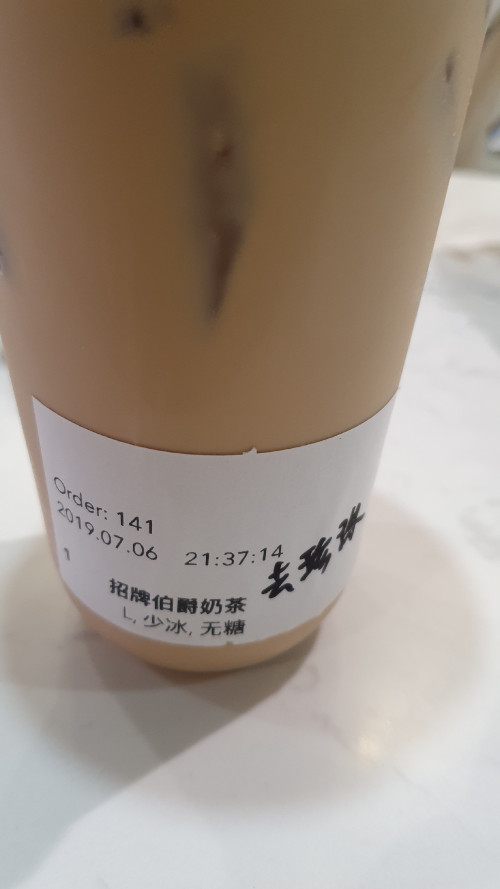 Order: 141
2019.07.06 21:37:14
1
招牌伯爵奶茶
L, 少冰, 无糖
去珍珠